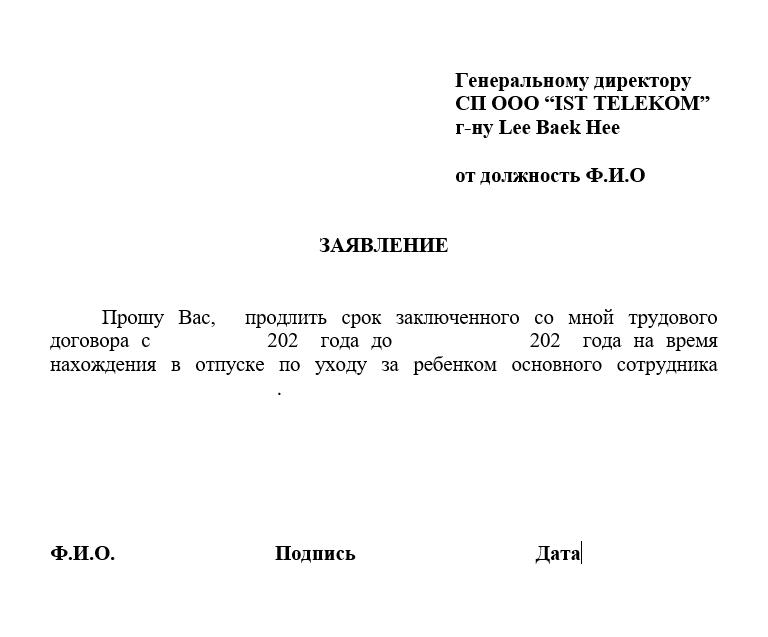 Генеральному директору
СП ООО “IST TELEKOM”
г-ну Lee Baek Hee
от должность Ф.И.О
ЗАЯВЛЕНИЕ
Прошу Вас, продлить срок заключенного со мной трудового
договора с 202 года до 202 года на время
нахождения в отпуске по уходу за ребенком основного сотрудника
.
Ф.И.О. Подпись Дата